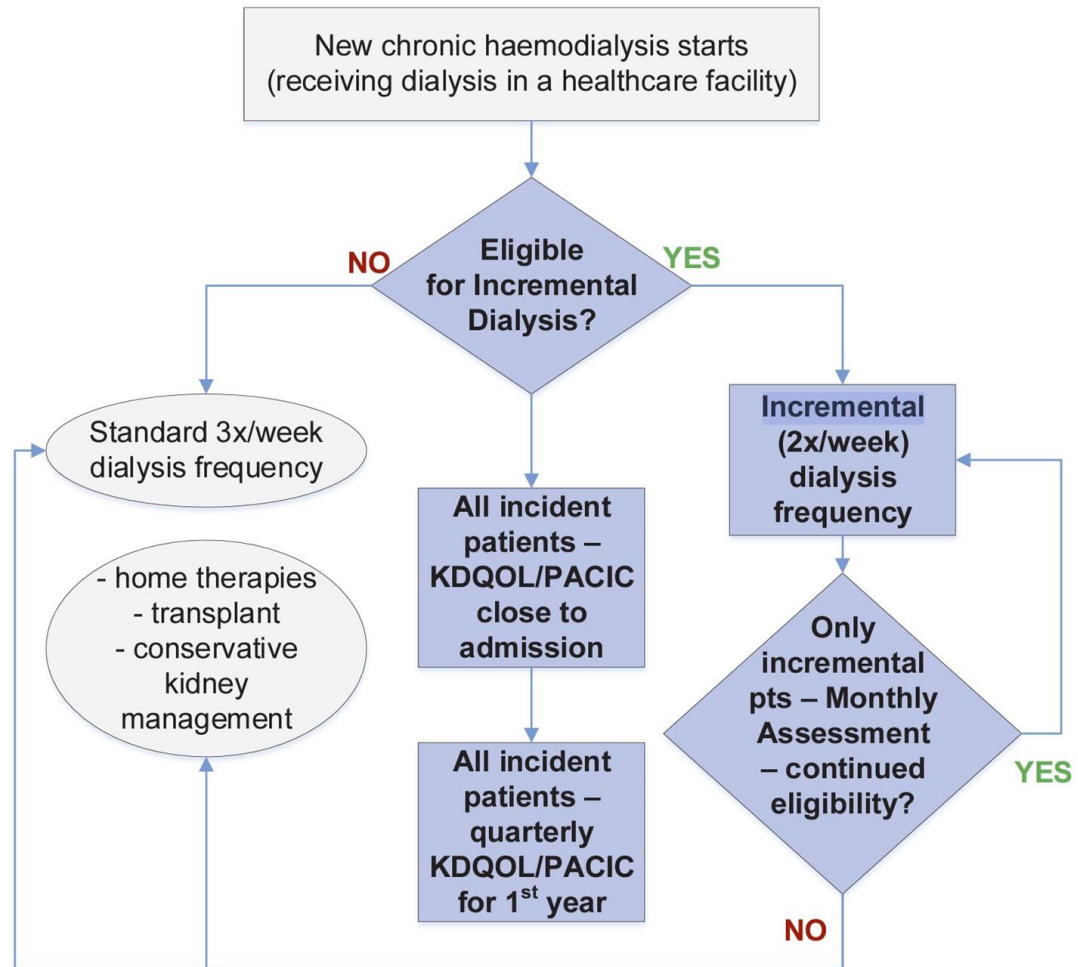 New chronic haemodialysis starts
(receiving dialysis in a healthcare facility)
Eligible
for Incremental
Dialysis?
NO
YES
Standard 3x/week
dialysis frequency
- home therapies
- transplant
- conservative
kidney
management
All incident
patients –
KDQOL/PACIC
close to
admission
All incident
patients –
quarterly
KDQOL/PACIC
for 1st year
Incremental
(2x/week)
dialysis
frequency
Only
incremental
pts – Monthly
Assessment
– continued
eligibility?
YES
NO